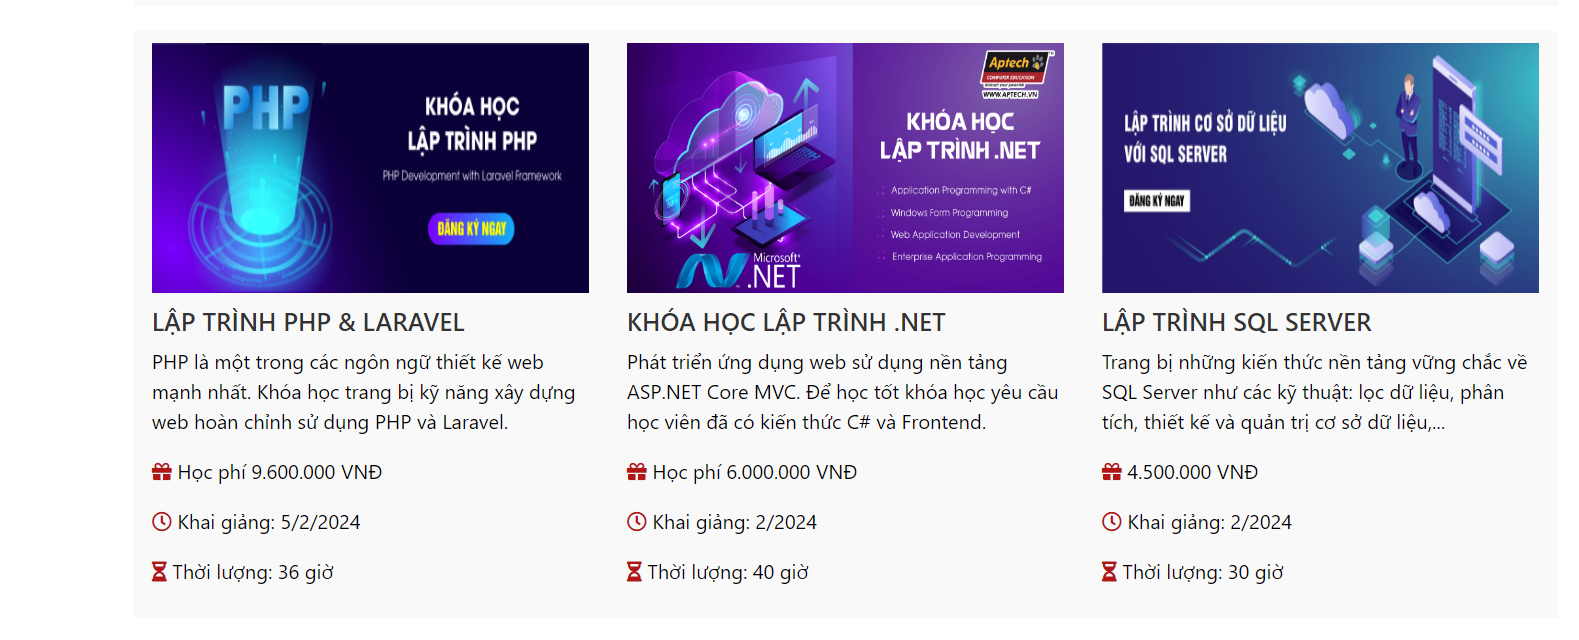 PHP
KHÓA HỌC
LẬP TRÌNH PHP
PHP Development with Laravel Framework
ĐĂNG KÝ NGAY
Aptech
COMPUTER EDUCATION
Unleash your potential
WWW.APTECH.VN
KHÓA HỌC
LẬP TRÌNH .NET
Application Programming with C#
Windows Form Programming
Web Application Development
Enterprise Application Programming
Microsoft®
.NET
LẬP TRÌNH CƠ SỞ DỮ LIỆU
VỚI SQL SERVER
ĐĂNG KÝ NGAY
LẬP TRÌNH PHP & LARAVEL
PHP là một trong các ngôn ngữ thiết kế web
mạnh nhất. Khóa học trang bị kỹ năng xây dựng
web hoàn chỉnh sử dụng PHP và Laravel.
Học phí 9.600.000 VNĐ
Khai giảng: 5/2/2024
Thời lượng: 36 giờ
KHÓA HỌC LẬP TRÌNH .NET
Phát triển ứng dụng web sử dụng nền tảng
ASP.NET Core MVC. Để học tốt khóa học yêu cầu
học viên đã có kiến thức C# và Frontend.
Học phí 6.000.000 VNĐ
Khai giảng: 2/2024
Thời lượng: 40 giờ
LẬP TRÌNH SQL SERVER
Trang bị những kiến thức nền tảng vững chắc về
SQL Server như các kỹ thuật: lọc dữ liệu, phân
tích, thiết kế và quản trị cơ sở dữ liệu,...
4.500.000 VNĐ
Khai giảng: 2/2024
Thời lượng: 30 giờ